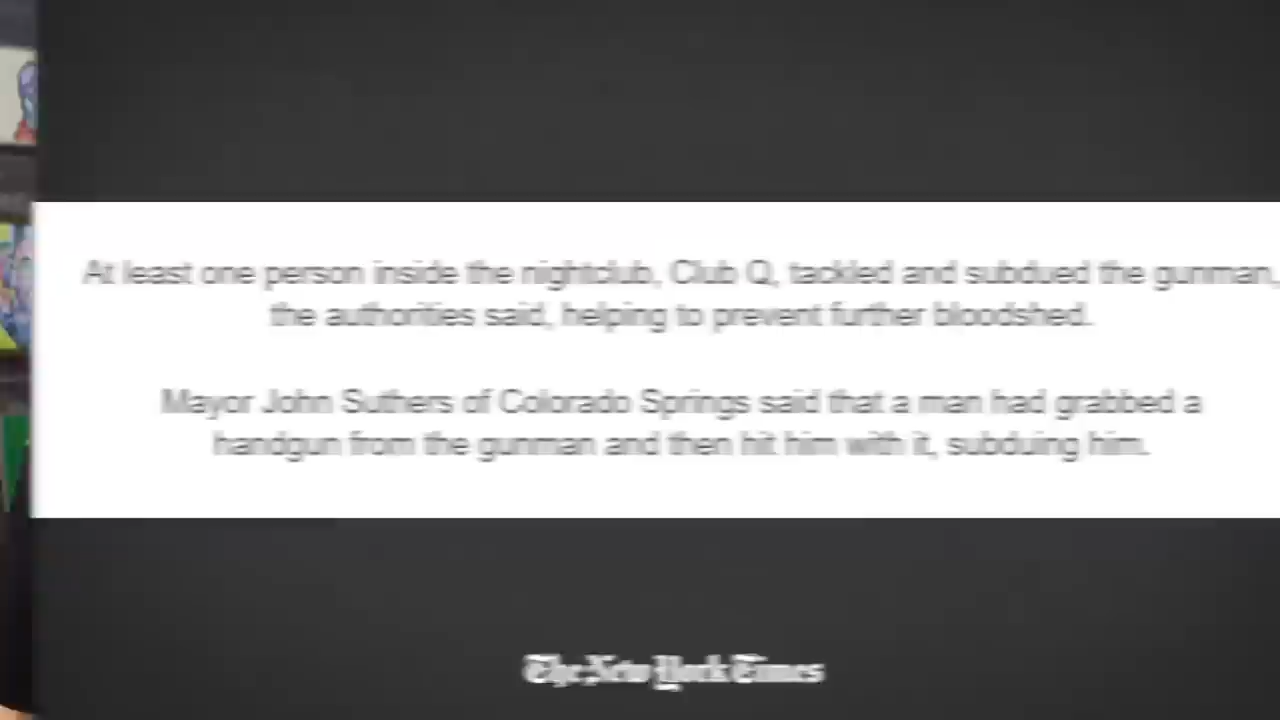 At least one person inside the nightclub, Club Q, tackled and subdued the gunman,
the authorities said, helping to prevent further bloodshed.
Mayor John Suthers of Colorado Springs said that a man had grabbed a
handgun from the gunman and then hit him with it, subduing him.
The New York Times